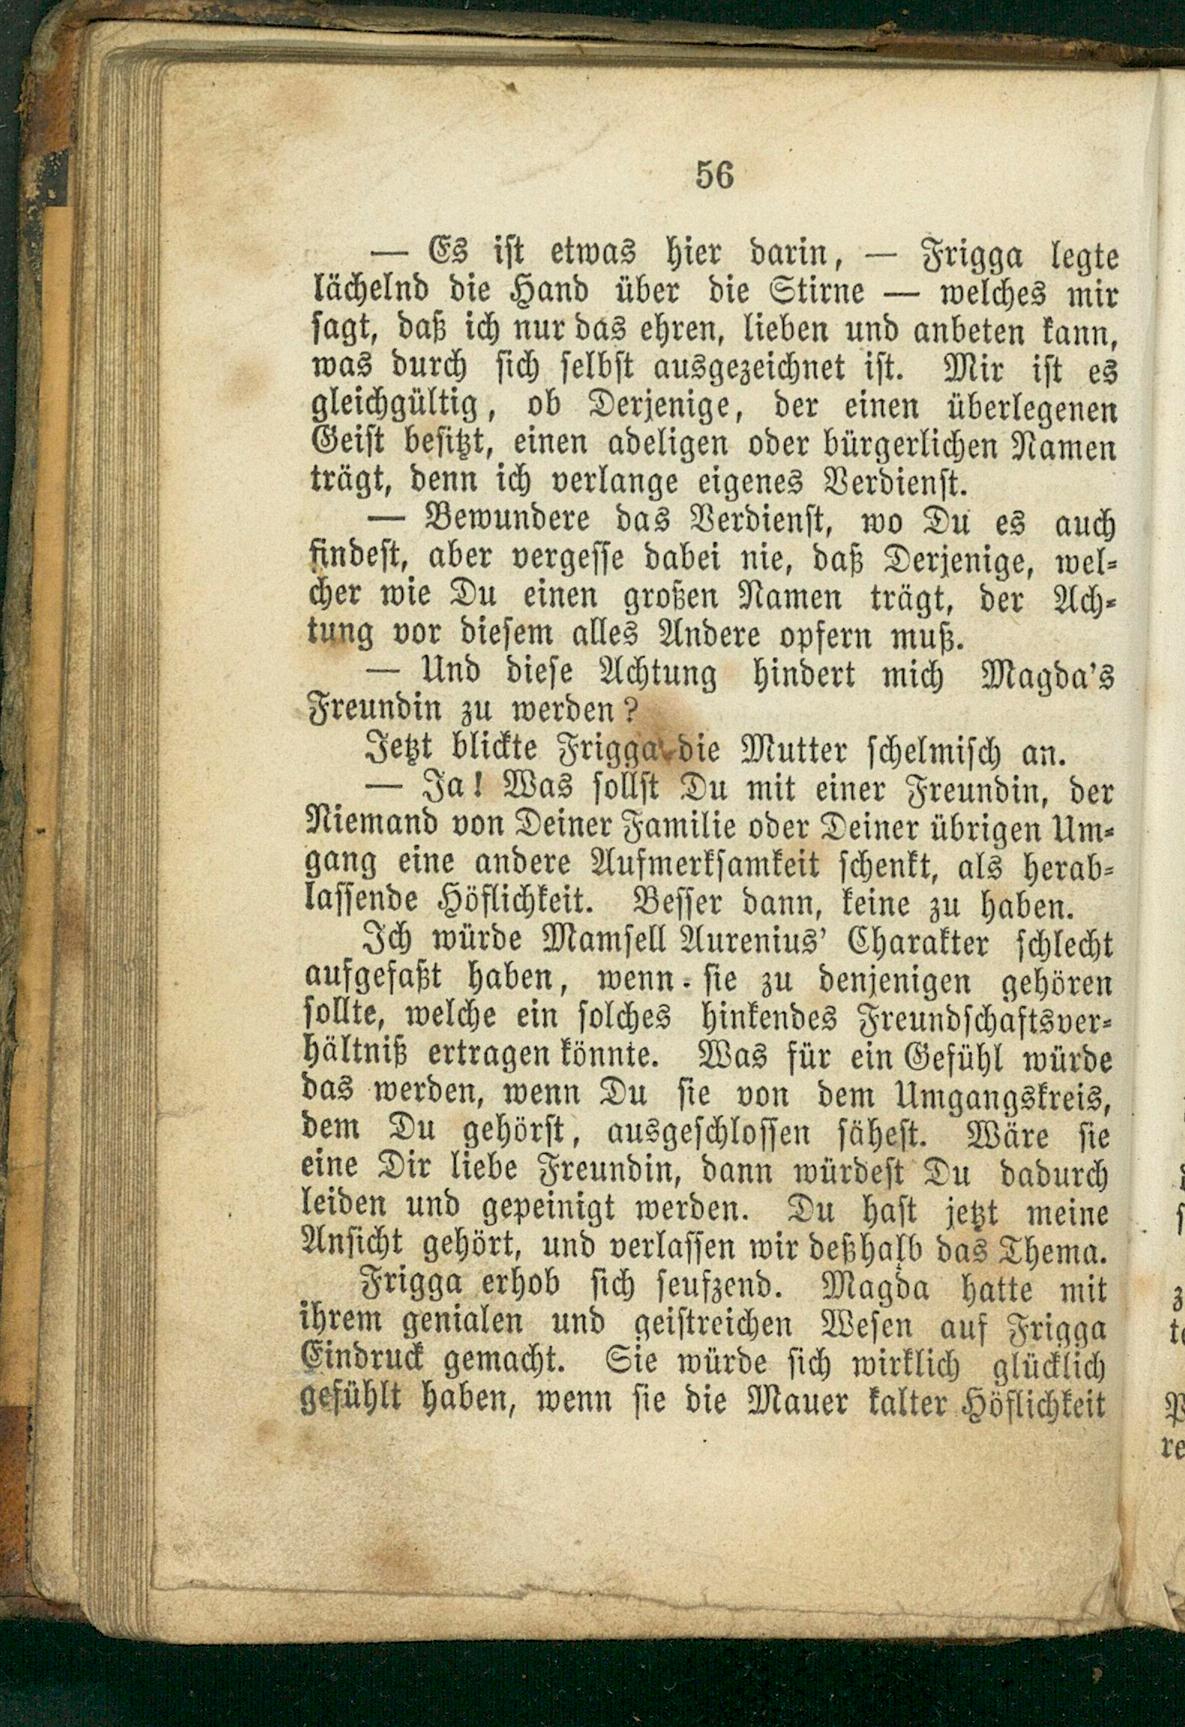 56
— Es ist etwas hier darin, — Frigga legte
lächelnd die Hand über die Stirne — welches mir
sagt, daß ich nur das ehren, lieben und anbeten kann,
was durch sich selbst ausgezeichnet ist. Mir ist es
gleichgültig, ob Derjenige, der einen überlegenen
Geist besitzt, einen adeligen oder bürgerlichen Namen
trägt, denn ich verlange eigenes Verdienst.
— Bewundere das Verdienst, wo Du es auch
findest, aber vergesse dabei nie, daß Derjenige, wel-
cher wie Du einen großen Namen trägt, der Ach-
tung vor diesem alles Andere opfern muß.
— Und diese Achtung hindert mich Magda's
Freundin zu werden?
Jetzt blickte Frigga die Mutter schelmisch an.
— Ja! Was sollst Du mit einer Freundin, der
Niemand von Deiner Familie oder Deiner übrigen Um-
gang eine andere Aufmerksamkeit schenkt, als herab-
lassende Höflichkeit. Besser dann, keine zu haben.
Ich würde Mamsell Aurenius' Charakter schlecht
aufgefaßt haben, wenn sie zu denjenigen gehören
sollte, welche ein solches hinkendes Freundschaftsver-
hältniß ertragen könnte. Was für ein Gefühl würde
das werden, wenn Du sie von dem Umgangskreis,
dem Du gehörst, ausgeschlossen sähest. Wäre sie
eine Dir liebe Freundin, dann würdest Du dadurch
leiden und gepeinigt werden. Du hast jetzt meine
Ansicht gehört, und verlassen wir deßhalb das Thema.
Frigga erhob sich seufzend. Magda hatte mit
ihrem genialen und geistreichen Wesen auf Frigga
Eindruck gemacht. Sie würde sich wirklich glücklich
gefühlt haben, wenn sie die Mauer kalter Höflichkeit